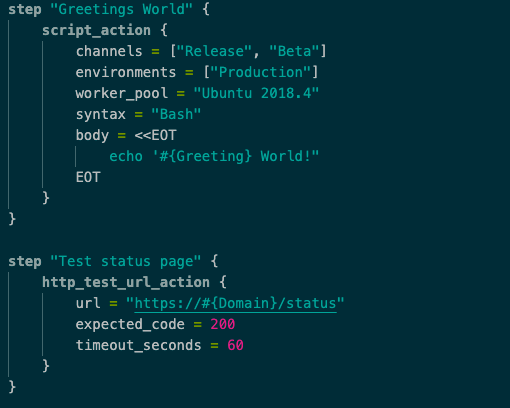 step "Greetings World" {
script_action {
channels = ["Release", "Beta"]
environments = ["Production"]
worker_pool = "Ubuntu 2018.4"
syntax = "Bash"
body = <<EOT
echo '#{Greeting} World!"
EOT
}
}
step "Test status page" {
http_test_url_action {
url = "https://#{Domain}/status"
expected_code = 200
timeout_seconds = 60
}
}